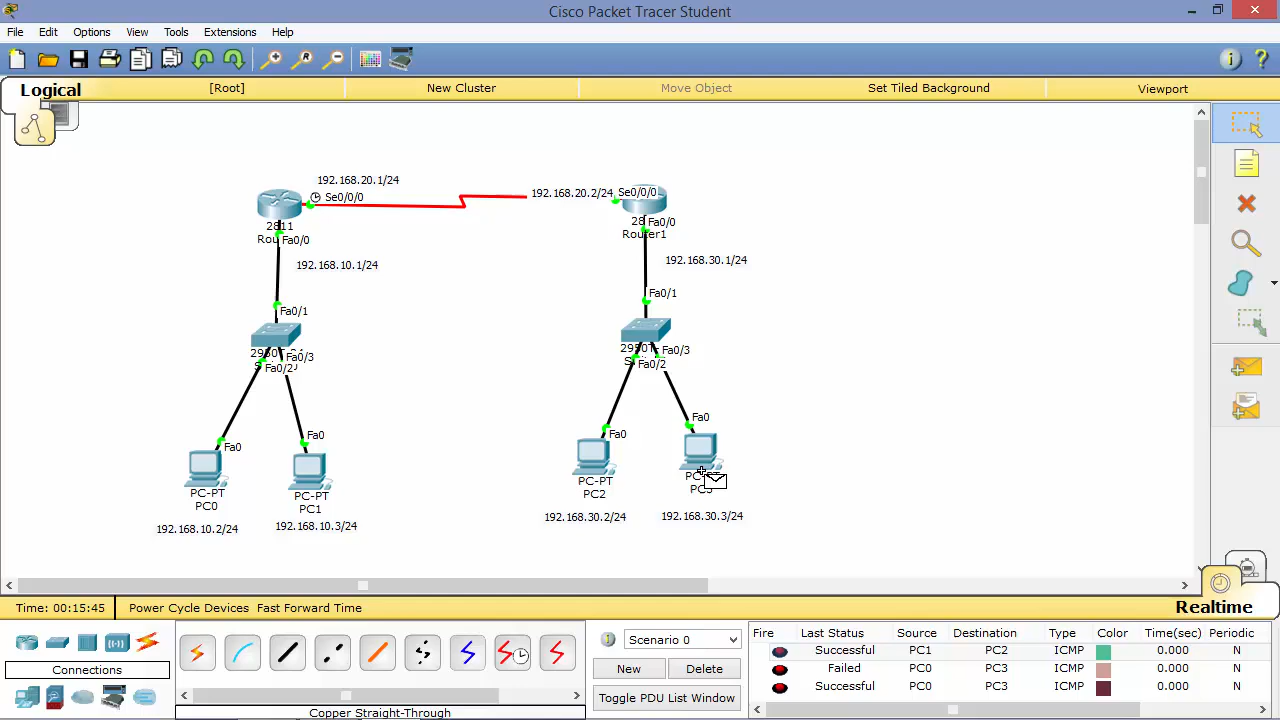 Cisco Packet Tracer Student
File Edit Options View Tools Extensions Help
Logical [Root] New Cluster Move Object Set Tiled Background Viewport
192.168.20.1/24
Se0/0/0
192.168.20.2/24 Se0/0/0
2811
Fa0/0
Fa0/0
Router1
192.168.10.1/24
192.168.30.1/24
Fa0/1
Fa0/1
Fa0/3
Fa0/2
Fa0/3
Fa0/2
Fa0
Fa0
Fa0
Fa0
PC-PT
PC0
PC-PT
PC1
PC-PT
PC2
192.168.10.2/24
192.168.10.3/24
192.168.30.2/24
192.168.30.3/24
Time: 00:15:45 Power Cycle Devices Fast Forward Time
Realtime
Connections
Copper Straight-Through
Scenario 0
New Delete
Toggle PDU List Window
Fire Last Status Source Destination Type Color Time(sec) Periodic
Successful PC1 PC2 ICMP 0.000 N
Failed PC0 PC3 ICMP 0.000 N
Successful PC0 PC3 ICMP 0.000 N